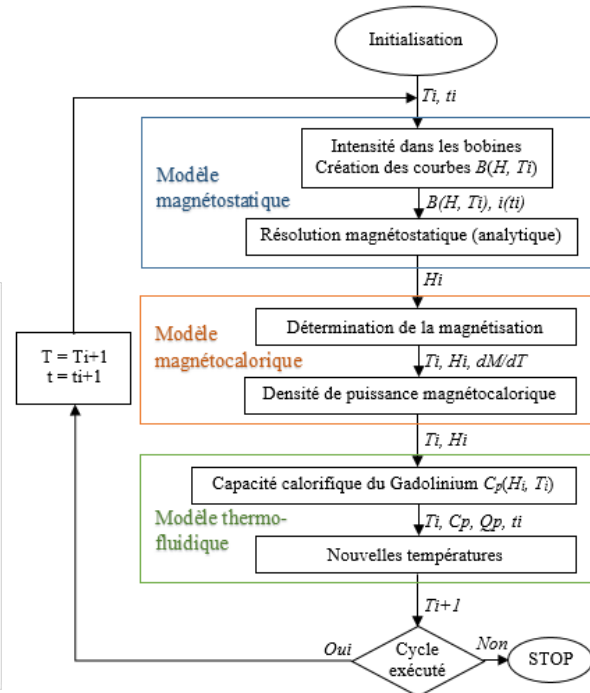 Initialisation
Ti, ti
Modèle
magnétostatique
Intensité dans les bobines
Création des courbes B(H, Ti)
B(H, Ti), i(ti)
Résolution magnétostatique (analytique)
Hi
Modèle
magnétocalorique
Détermination de la magnétisation
Ti, Hi, dM/dT
Densité de puissance magnétocalorique
T = Ti+1
t = ti+1
Ti, Hi
Capacité calorifique du Gadolinium Cp(Hi, Ti)
Modèle thermo-
fluidique
Ti, Cp, Qp, ti
Nouvelles températures
Ti+1
Oui
Cycle
exécuté
Non
STOP